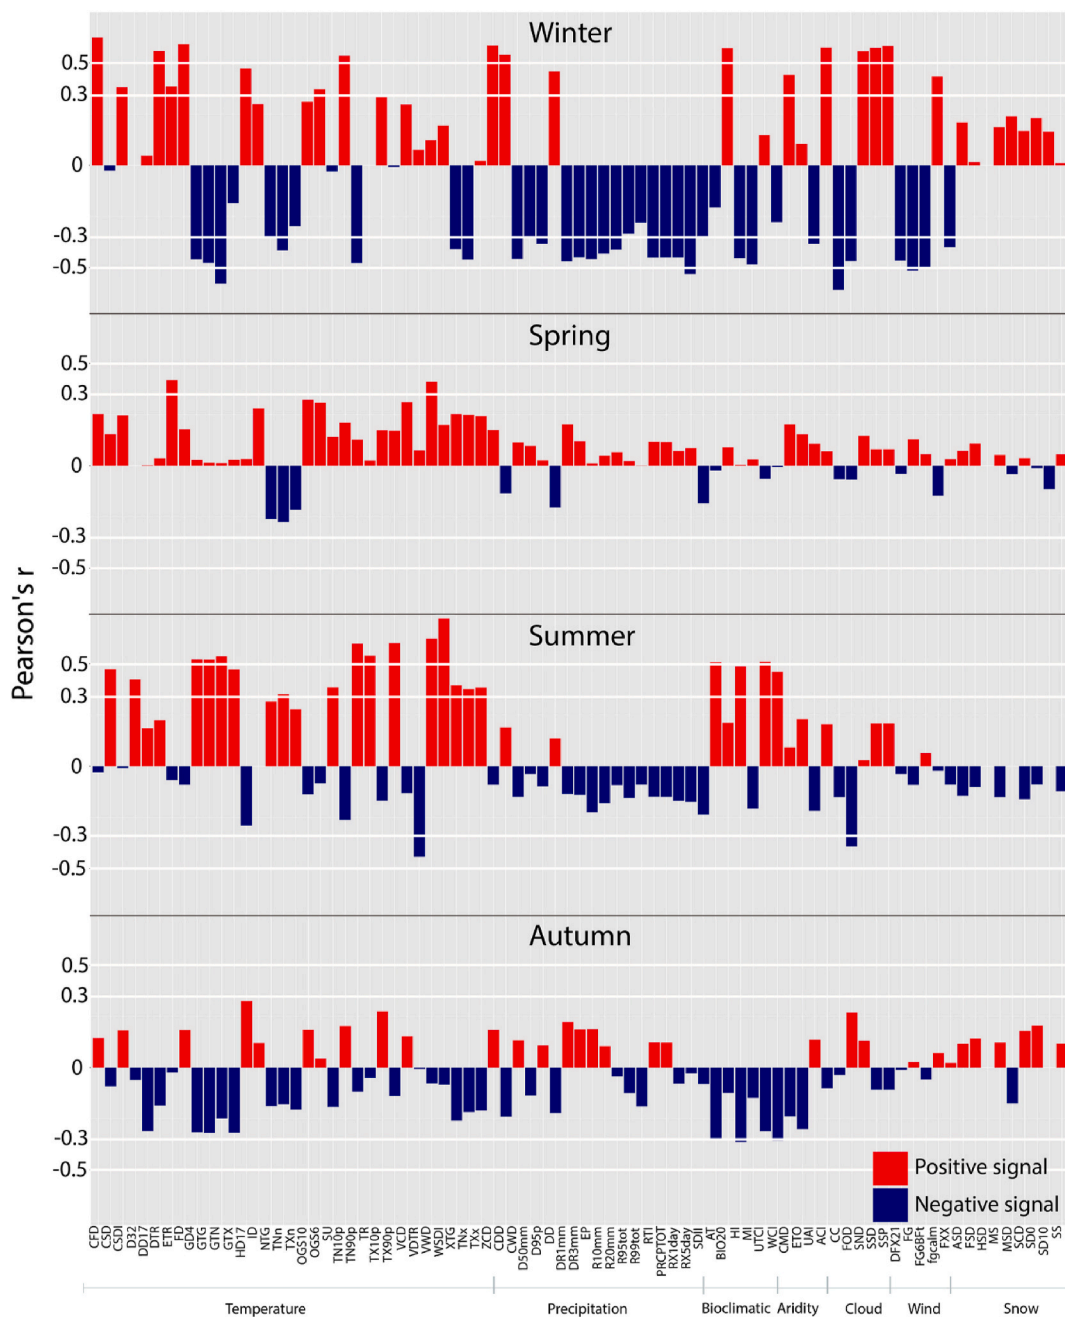 Winter
0.5
0.3
0
-0.3
-0.5
Spring
0.5
0.3
0
-0.3
-0.5
Pearson's r
Summer
0.5
0.3
0
-0.3
-0.5
Autumn
0.5
0.3
0
-0.3
-0.5
Positive signal
Negative signal
CFD
CSD
CSDI
D32
DD17
DTR
ETR
FD
GD4
GTG
GTN
GTX
HD17
ID
NTG
TNn
TXn
OGS10
OGS6
SU
TN10p
TN90p
TR
TX10p
TX90p
VCD
VDTR
VWD
WSDI
XTG
TNx
TXx
ZCD
CDD
CWD
D50mm
D95p
DD
DR1mm
DR3mm
EP
R10mm
R20mm
R95tot
R99tot
RTI
PRCPTOT
RX1day
RX5day
SDII
AT
BIO20
HI
MI
UTCI
WCI
CMD
ETO
UAI
ACI
CC
FOD
SND
SSD
SSP
DFX21
FG
FG6BFt
fgcalm
FXX
ASD
FSD
HSD
MS
MSD
SCD
SD0
SD10
SS
Temperature
Precipitation
Bioclimatic
Aridity
Cloud
Wind
Snow